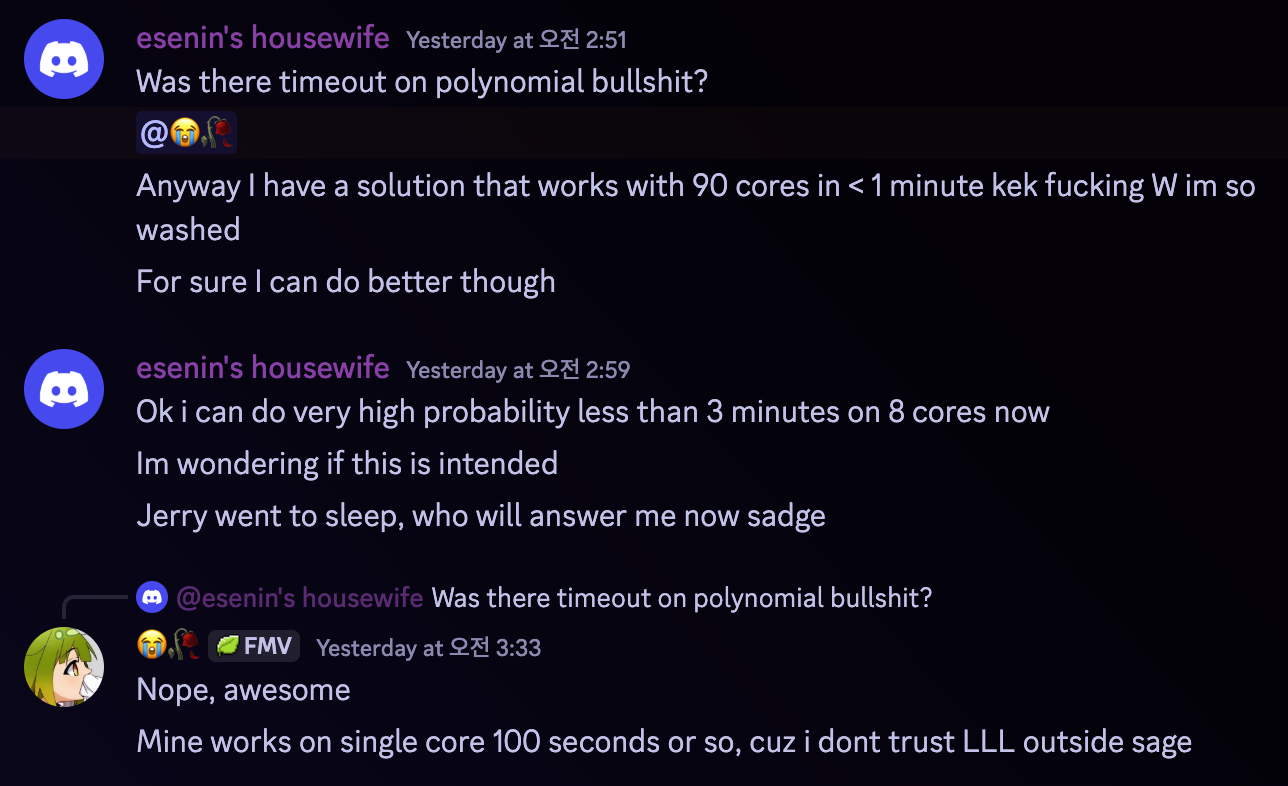 esenin's housewife Yesterday at 오전 2:51
Was there timeout on polynomial bullshit?
@😭🥀
Anyway I have a solution that works with 90 cores in < 1 minute kek fucking W im so
washed
For sure I can do better though
esenin's housewife Yesterday at 오전 2:59
Ok i can do very high probability less than 3 minutes on 8 cores now
Im wondering if this is intended
Jerry went to sleep, who will answer me now sadge
@esenin's housewife Was there timeout on polynomial bullshit?
😭🥀 FMV Yesterday at 오전 3:33
Nope, awesome
Mine works on single core 100 seconds or so, cuz i dont trust LLL outside sage